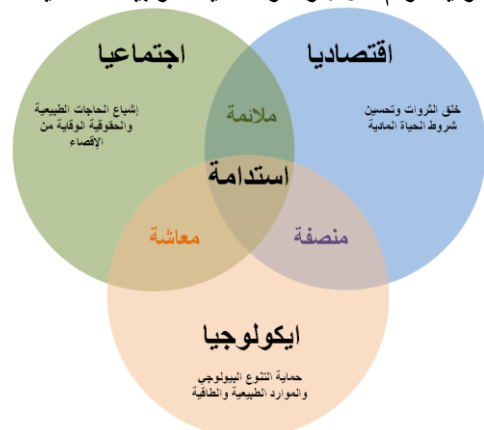 اقتصاديا
اجتماعيا
خلق الثروات وتحسين
شروط الحياة المادية
إشباع الحاجات الطبيعية
والحقوقية الوقاية من
الإقصاء
ملائمة
استدامة
منصفة
معاشة
ايكولوجيا
حماية التنوع البيولوجي
والموارد الطبيعية والطاقية